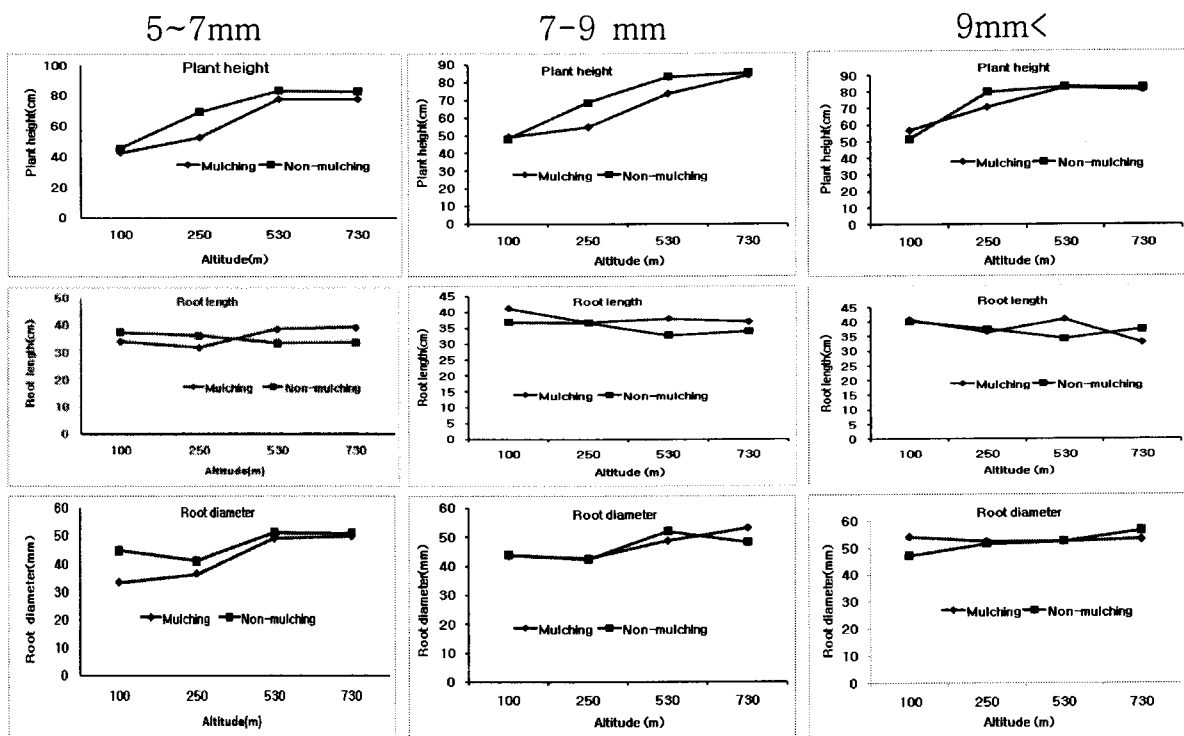 5~7mm
7-9 mm
9mm<
Plant height
Plant height(cm)
100
80
60
40
20
0
Mulching
Non-mulching
100 250 530 730
Altitude(m)
Plant height
Plant height(cm)
90
80
70
60
50
40
30
20
10
0
Mulching
Non-mulching
100 250 530 730
Altitude (m)
Plant height
Plant height(cm)
90
80
70
60
50
40
30
20
10
0
Mulching
Non-mulching
100 250 530 730
Altitude (m)
Root length
Root length(cm)
50
40
30
20
10
0
Mulching
Non-mulching
100 250 530 730
Altitude(m)
Root length
Root length(cm)
45
40
35
30
25
20
15
10
5
0
Mulching
Non-mulching
100 250 530 730
Altitude (m)
Root length
Root length(cm)
45
40
35
30
25
20
15
10
5
0
Mulching
Non-mulching
100 250 530 730
Altitude (m)
Root diameter
Root diameter(mm)
60
50
40
30
20
10
0
Mulching
Non-mulching
100 250 530 730
Altitude(m)
Root diameter
Root diameter(mm)
60
50
40
30
20
10
0
Mulching
Non-mulching
100 250 530 730
Altitude (m)
Root diameter
Root diameter(mm)
60
50
40
30
20
10
0
Mulching
Non-mulching
100 250 530 730
Altitude (m)